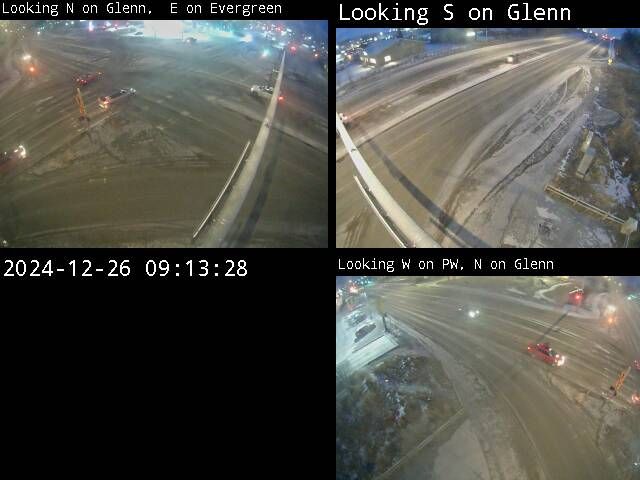 Looking N on Glenn,  E on Evergreen
Looking S on Glenn
2024-12-26 09:13:28
Looking W on PW, N on Glenn